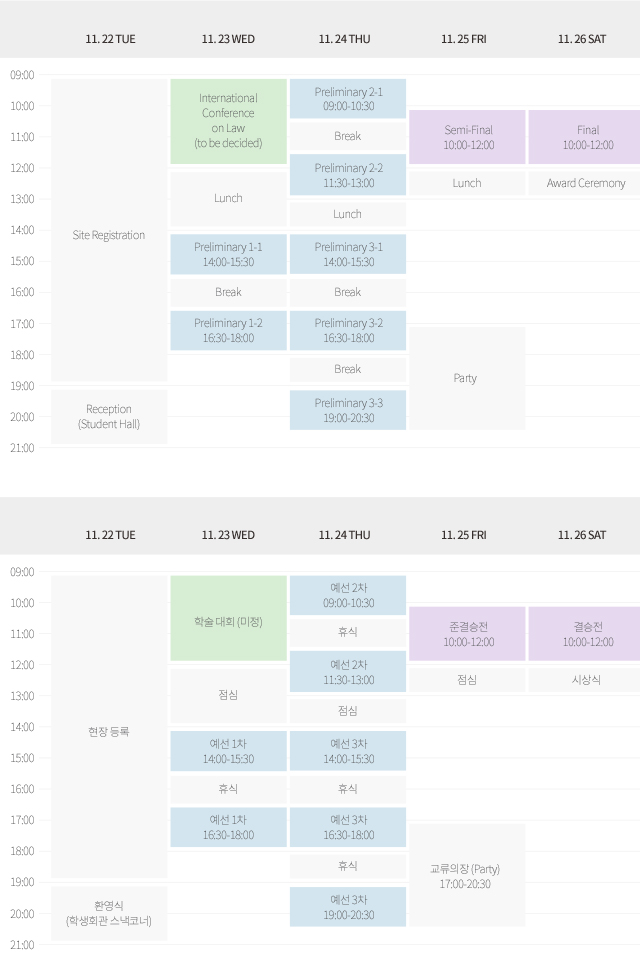 11. 22 TUE
11. 23 WED
11. 24 THU
11. 25 FRI
11. 26 SAT
09:00
10:00
11:00
12:00
13:00
14:00
15:00
16:00
17:00
18:00
19:00
20:00
21:00
Site Registration
Reception
(Student Hall)
International
Conference
on Law
(to be decided)
Lunch
Preliminary 1-1
14:00-15:30
Break
Preliminary 1-2
16:30-18:00
Preliminary 2-1
09:00-10:30
Break
Preliminary 2-2
11:30-13:00
Lunch
Preliminary 3-1
14:00-15:30
Break
Preliminary 3-2
16:30-18:00
Break
Preliminary 3-3
19:00-20:30
Semi-Final
10:00-12:00
Lunch
Party
Final
10:00-12:00
Award Ceremony
11. 22 TUE
11. 23 WED
11. 24 THU
11. 25 FRI
11. 26 SAT
09:00
10:00
11:00
12:00
13:00
14:00
15:00
16:00
17:00
18:00
19:00
20:00
21:00
현장 등록
환영식
(학생회관 스낵코너)
학술 대회 (미정)
점심
예선 1차
14:00-15:30
휴식
예선 1차
16:30-18:00
예선 2차
09:00-10:30
휴식
예선 2차
11:30-13:00
점심
예선 3차
14:00-15:30
휴식
예선 3차
16:30-18:00
휴식
예선 3차
19:00-20:30
준결승전
10:00-12:00
점심
교류의장 (Party)
17:00-20:30
결승전
10:00-12:00
시상식